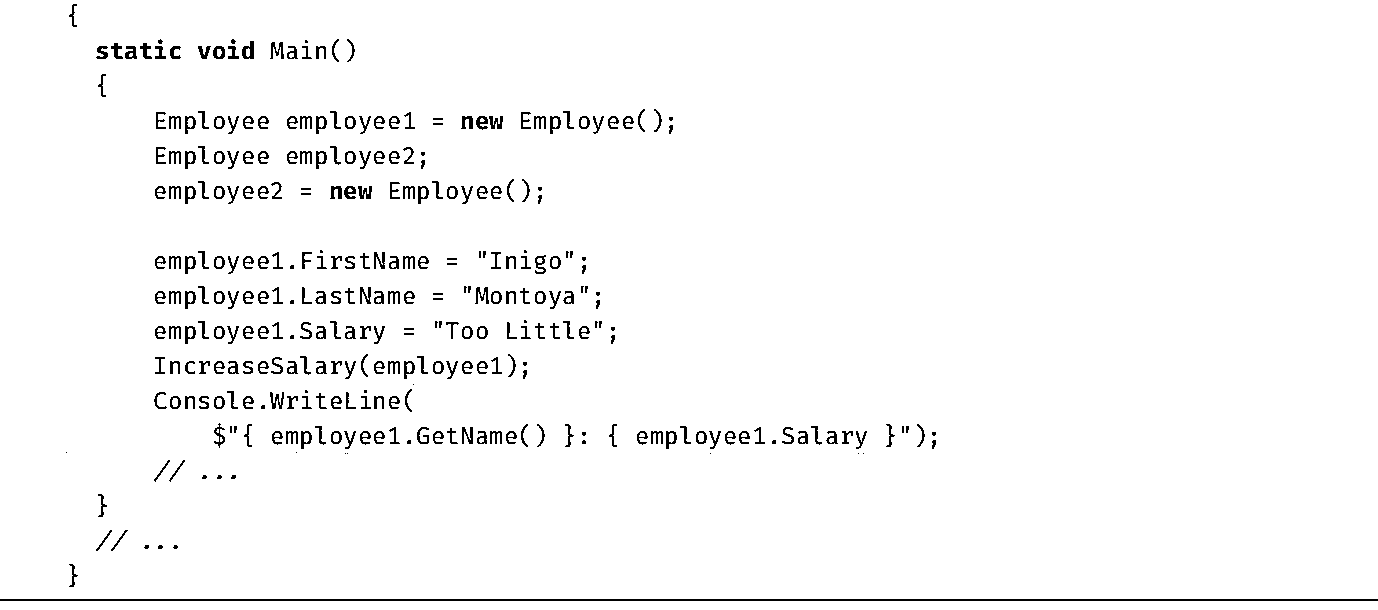 {
static void Main()
{
Employee employee1 = new Employee();
Employee employee2;
employee2 = new Employee();
employee1.FirstName = "Inigo";
employee1.LastName = "Montoya";
employee1.Salary = "Too Little";
IncreaseSalary(employee1);
Console.WriteLine(
$"{ employee1.GetName() }: { employee1.Salary }");
// ...
}
// ...
}